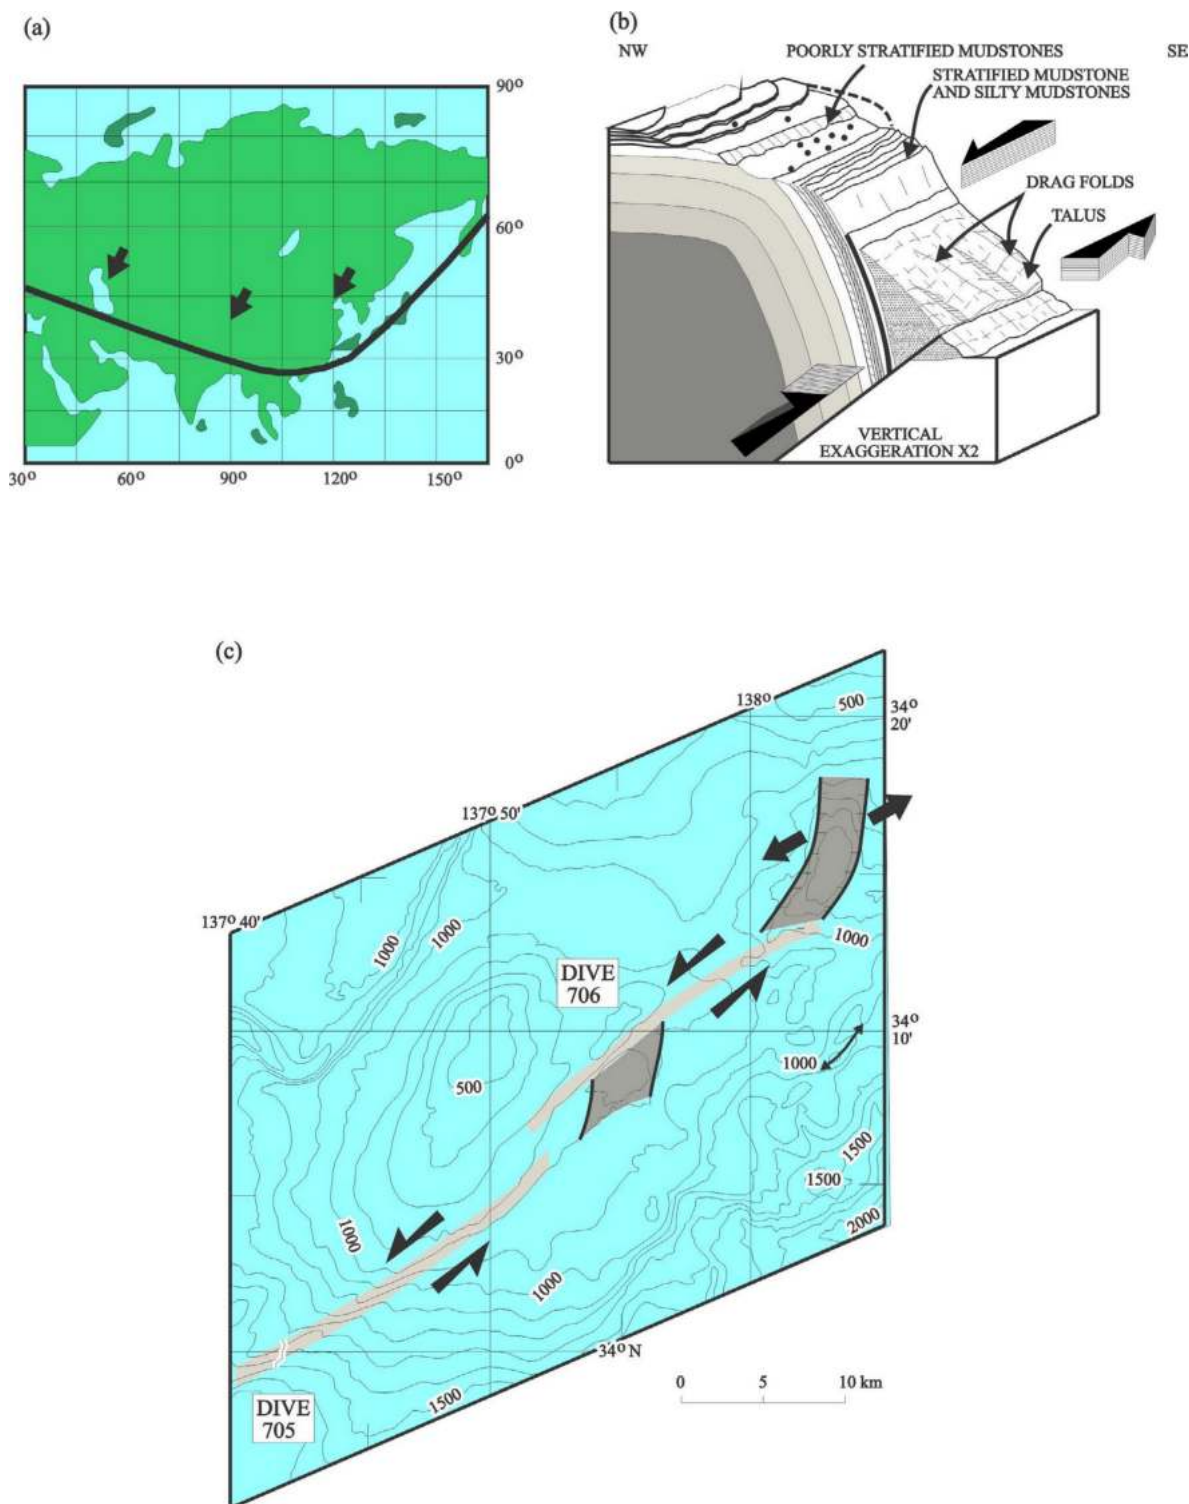 (a)
90°
60°
30°
0°
30°
60°
90°
120°
150°
(b)
NW
SE
POORLY STRATIFIED MUDSTONES
STRATIFIED MUDSTONE
AND SILTY MUDSTONES
DRAG FOLDS
TALUS
VERTICAL
EXAGGERATION X2
(c)
138°
500
34°
20'
137° 50'
137° 40'
1000
1000
1000
DIVE
706
34°
10'
1000
500
1500
1500
1000
2000
1000
34° N
1500
DIVE
705
0
5
10 km